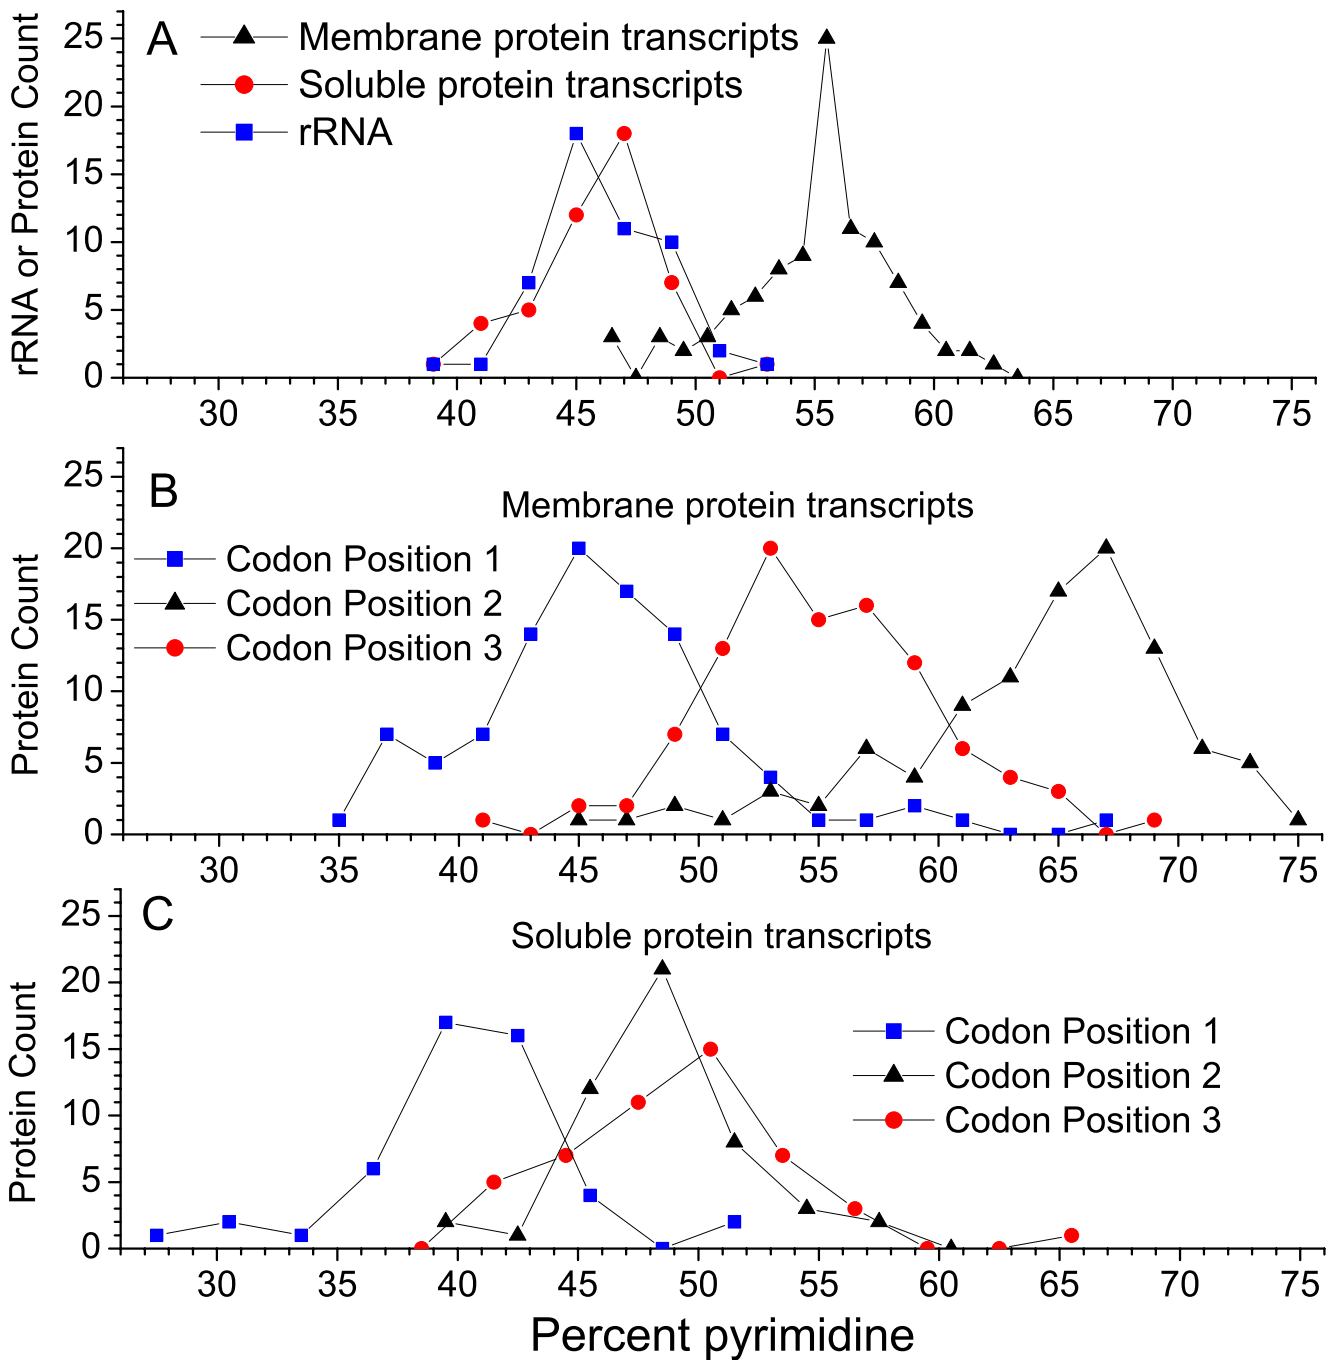 A
Membrane protein transcripts
Soluble protein transcripts
rRNA
rRNA or Protein Count
25
20
15
10
5
0
30 35 40 45 50 55 60 65 70 75
B
Membrane protein transcripts
Codon Position 1
Codon Position 2
Codon Position 3
Protein Count
25
20
15
10
5
0
30 35 40 45 50 55 60 65 70 75
C
Soluble protein transcripts
Codon Position 1
Codon Position 2
Codon Position 3
Protein Count
25
20
15
10
5
0
30 35 40 45 50 55 60 65 70 75
Percent pyrimidine